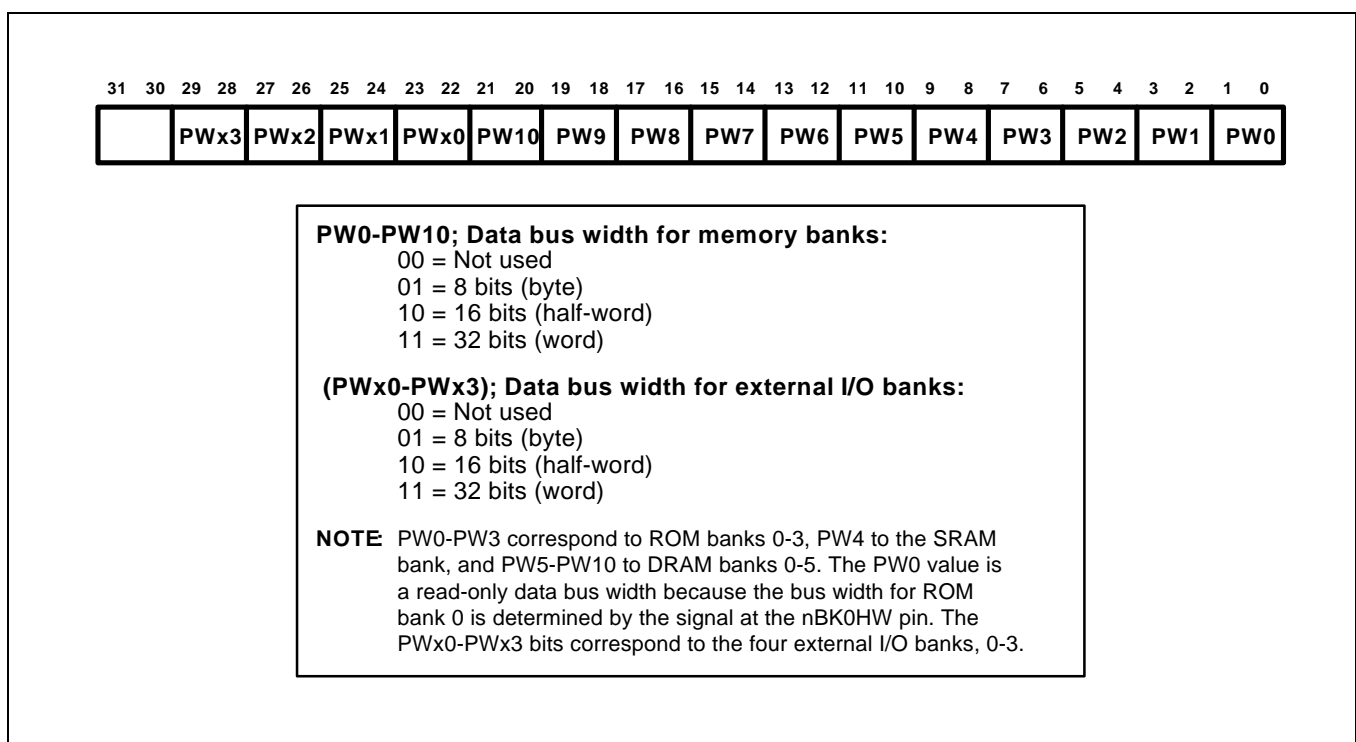 31 30 29 28 27 26 25 24 23 22 21 20 19 18 17 16 15 14 13 12 11 10 9 8 7 6 5 4 3 2 1 0
PWx3 PWx2 PWx1 PWx0 PW10 PW9 PW8 PW7 PW6 PW5 PW4 PW3 PW2 PW1 PW0
PW0-PW10; Data bus width for memory banks:
00 = Not used
01 = 8 bits (byte)
10 = 16 bits (half-word)
11 = 32 bits (word)
(PWx0-PWx3); Data bus width for external I/O banks:
00 = Not used
01 = 8 bits (byte)
10 = 16 bits (half-word)
11 = 32 bits (word)
NOTE: PW0-PW3 correspond to ROM banks 0-3, PW4 to the SRAM
bank, and PW5-PW10 to DRAM banks 0-5. The PW0 value is
a read-only data bus width because the bus width for ROM
bank 0 is determined by the signal at the nBK0HW pin. The
PWx0-PWx3 bits correspond to the four external I/O banks, 0-3.